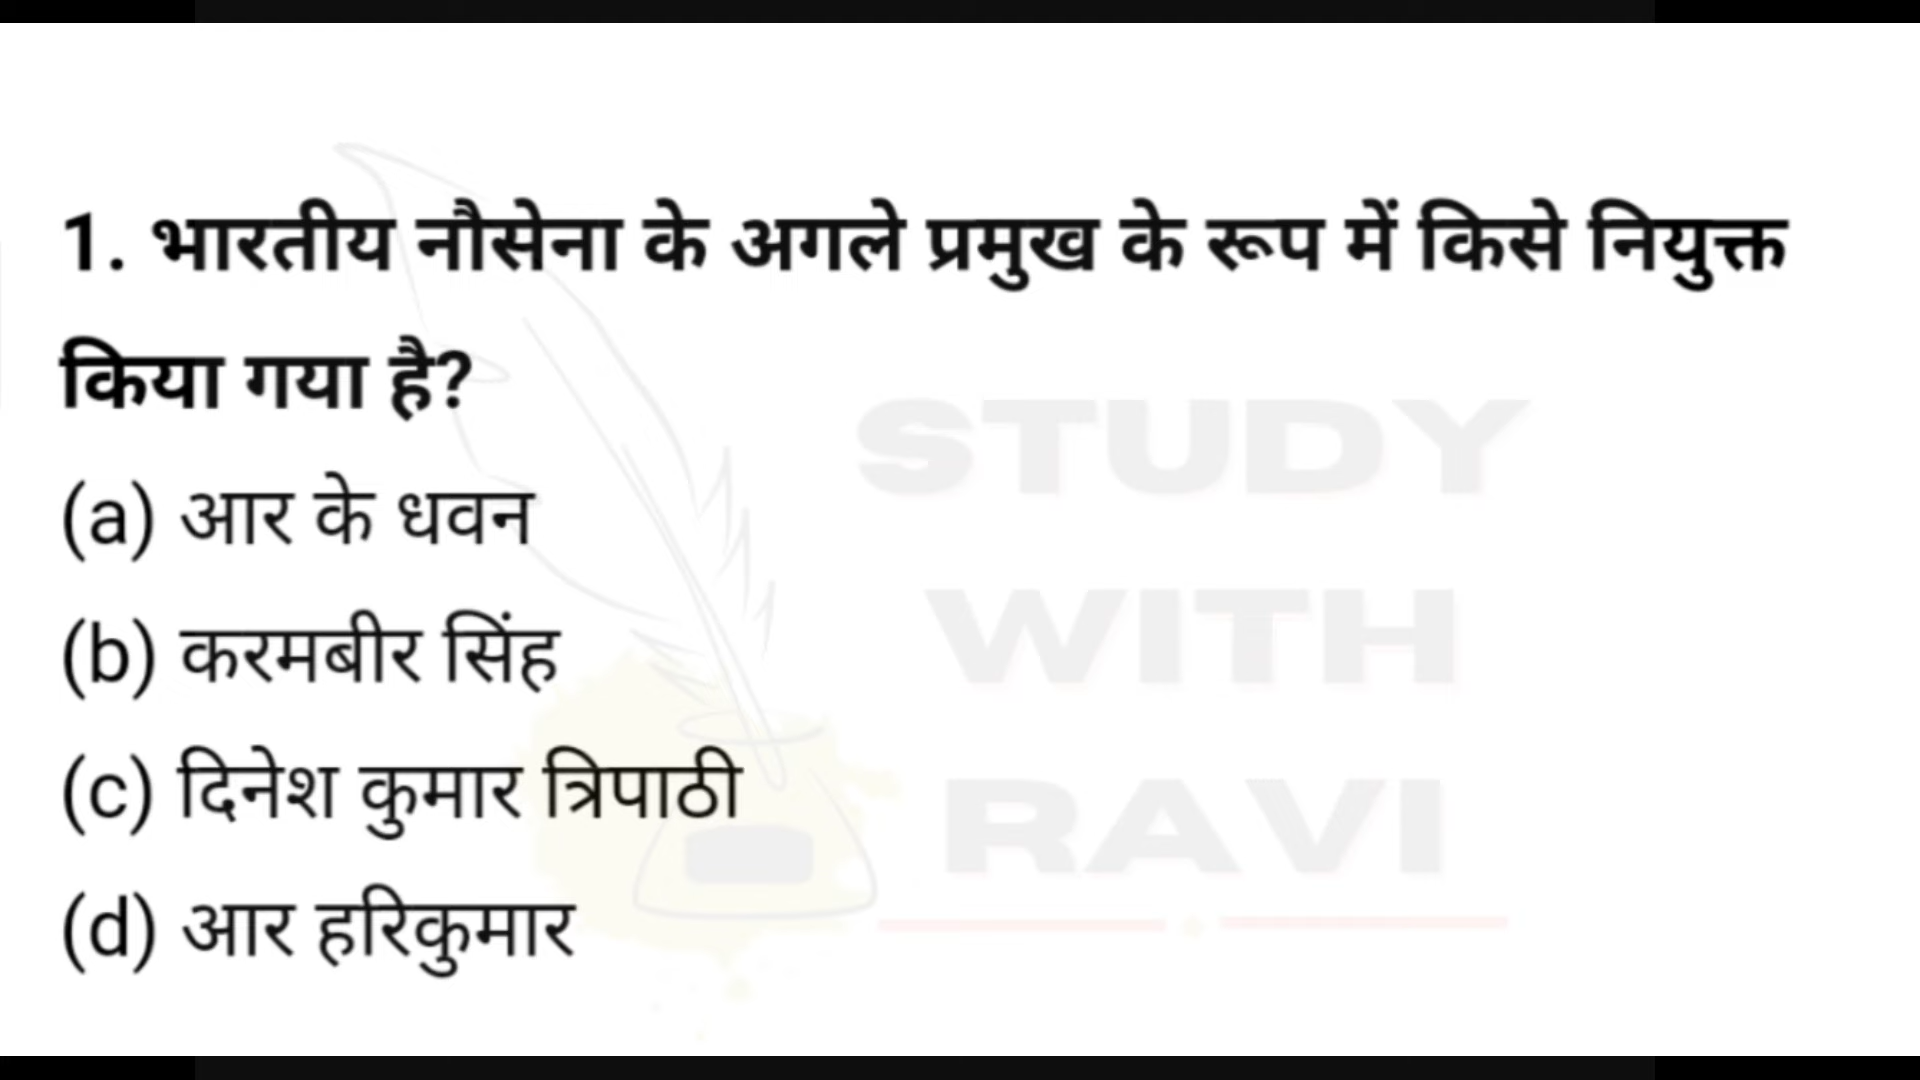 1. भारतीय नौसेना के अगले प्रमुख के रूप में किसे नियुक्त
किया गया है?
(a) आर के धवन
(b) करमबीर सिंह
(c) दिनेश कुमार त्रिपाठी
(d) आर हरिकुमार
STUDY
WITH
RAVI